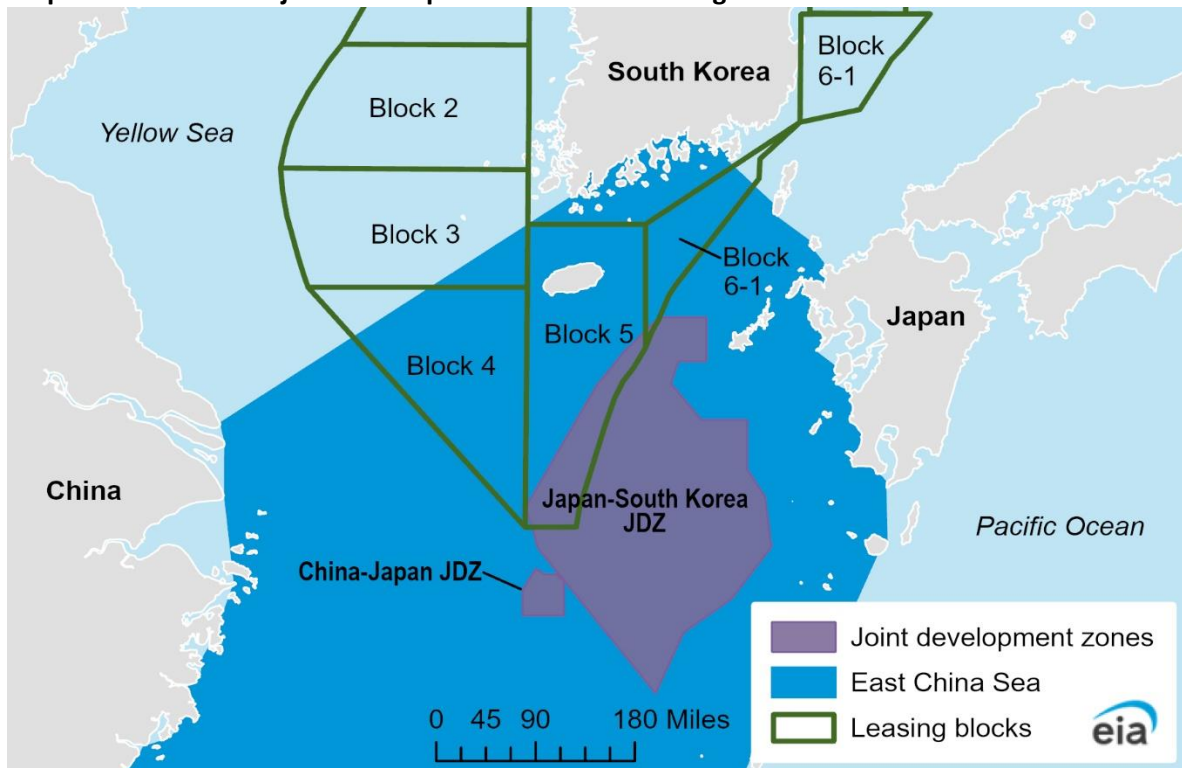 South Korea
Block
6-1
Block 2
Yellow Sea
Block 3
Block
6-1
Japan
Block 5
Block 4
China
Japan-South Korea
JDZ
Pacific Ocean
China-Japan JDZ
Joint development zones
East China Sea
Leasing blocks
0 45 90 180 Miles
eia